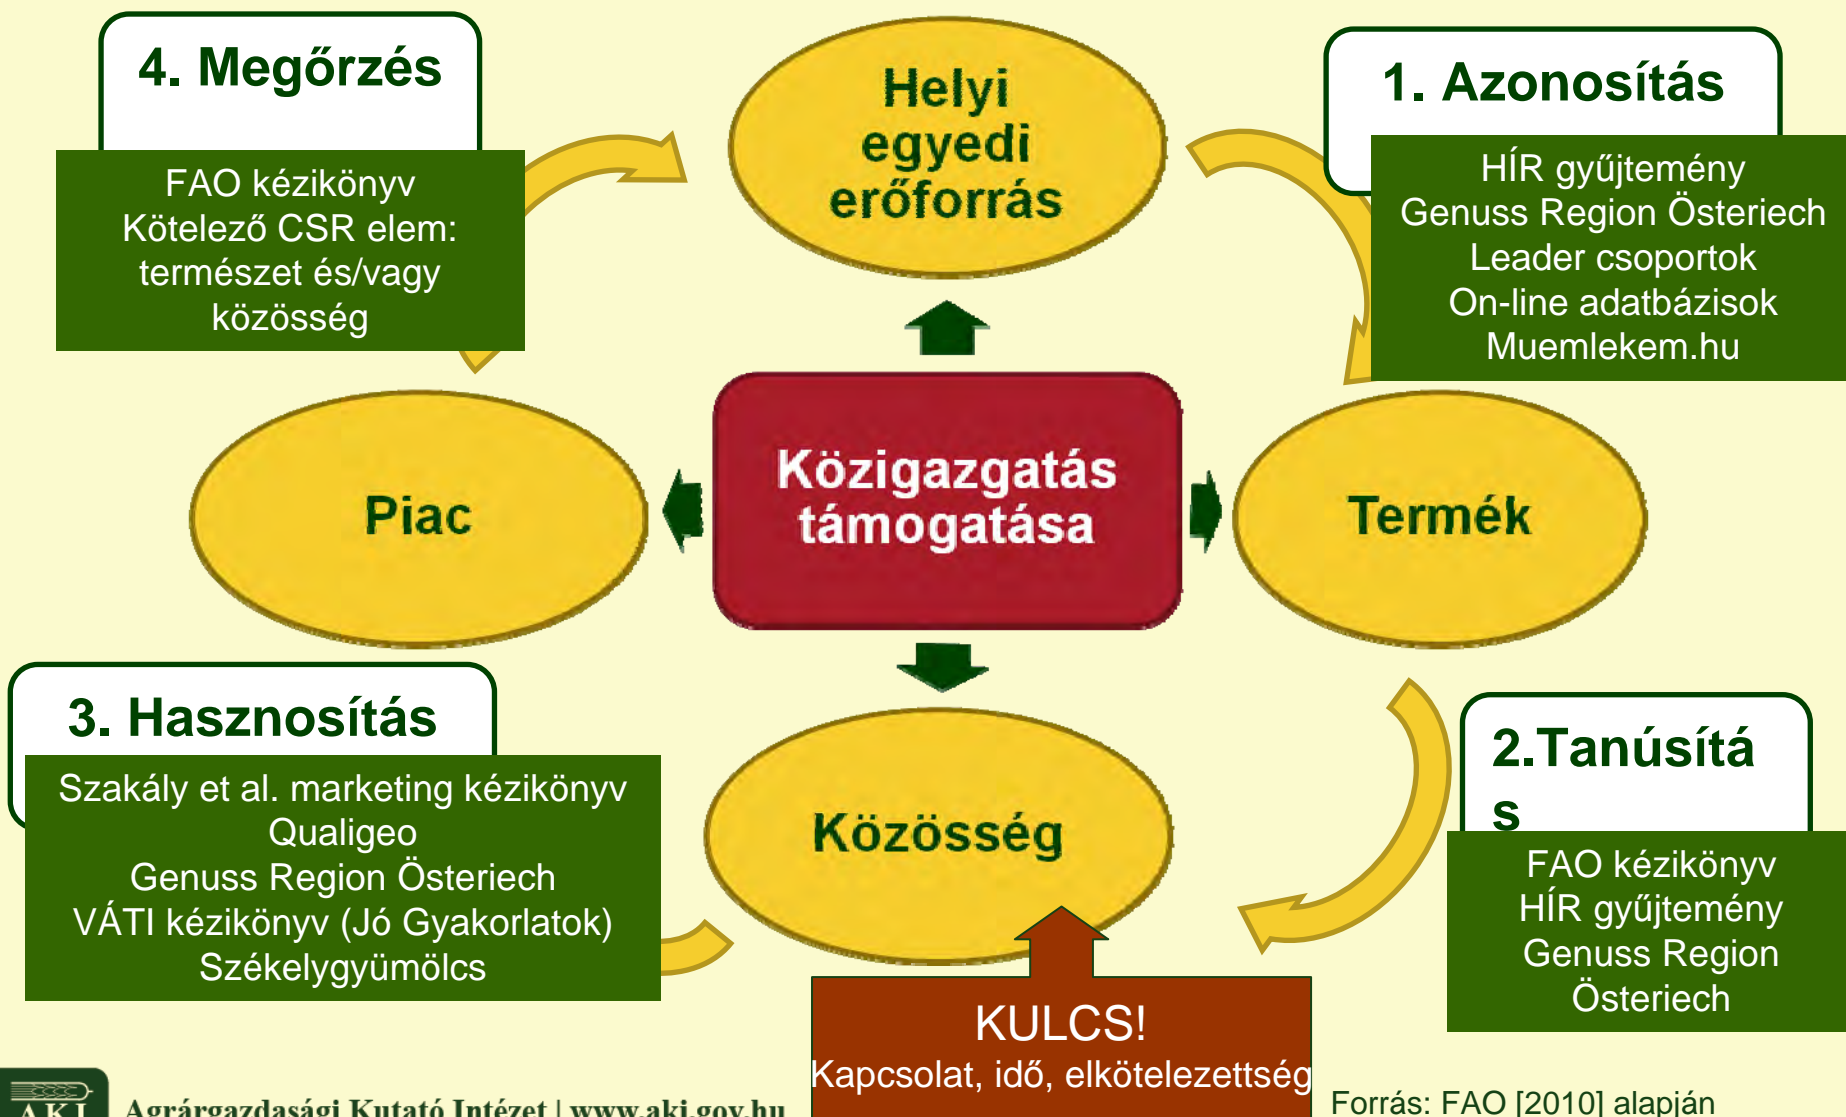 4. Megőrzés
FAO kézikönyv
Kötelező CSR elem:
természet és/vagy
közösség
Helyi
egyedi
erőforrás
1. Azonosítás
HÍR gyűjtemény
Genuss Region Österiech
Leader csoportok
On-line adatbázisok
Muemlekem.hu
Piac
Közigazgatás
támogatása
Termék
3. Hasznosítás
Szakály et al. marketing kézikönyv
Qualigeo
Genuss Region Österiech
VÁTI kézikönyv (Jó Gyakorlatok)
Székelygyümölcs
Közösség
2.Tanúsítá
s
FAO kézikönyv
HÍR gyűjtemény
Genuss Region
Österiech
KULCS!
Kapcsolat, idő, elkötelezettség
AKI
Agrárgazdasági Kutató Intézet | www.aki.gov.hu
Forrás: FAO [2010] alapján